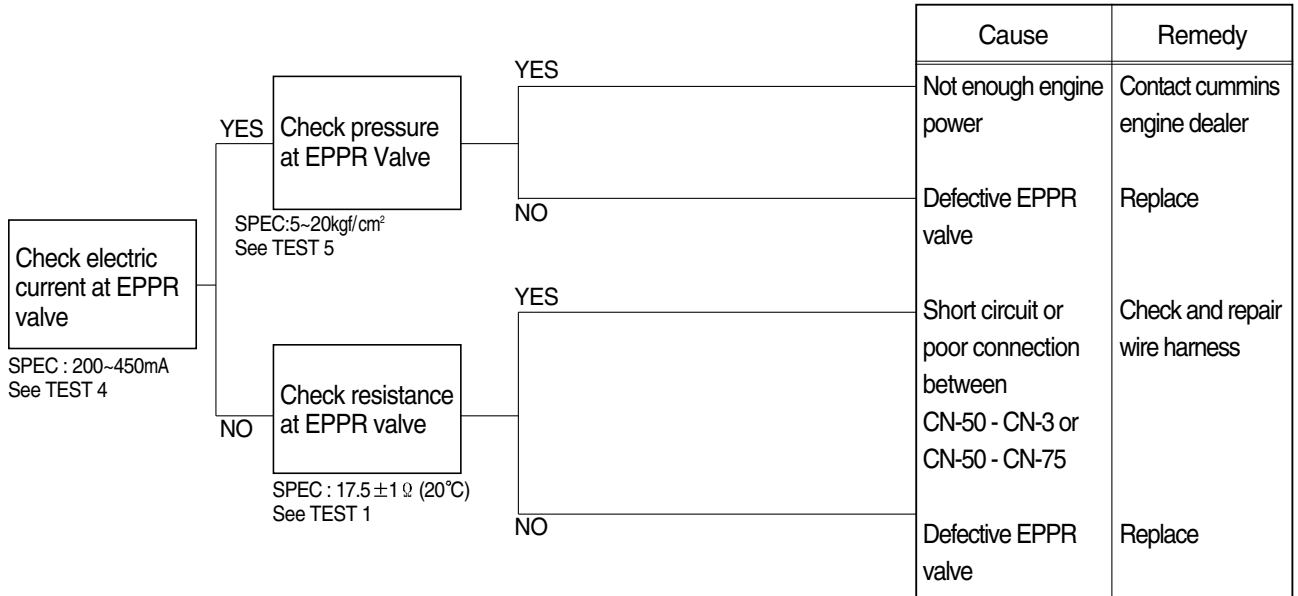 Check electric
current at EPPR
valve
SPEC : 200~450mA
See TEST 4
YES
Check pressure
at EPPR Valve
SPEC:5~20kgf/cm²
See TEST 5
NO
Check resistance
at EPPR valve
SPEC : 17.5±1Ω (20°C)
See TEST 1
YES
NO
YES
NO
Cause
Remedy
Not enough engine
power
Contact cummins
engine dealer
Defective EPPR
valve
Replace
Short circuit or
poor connection
between
CN-50 - CN-3 or
CN-50 - CN-75
Check and repair
wire harness
Defective EPPR
valve
Replace